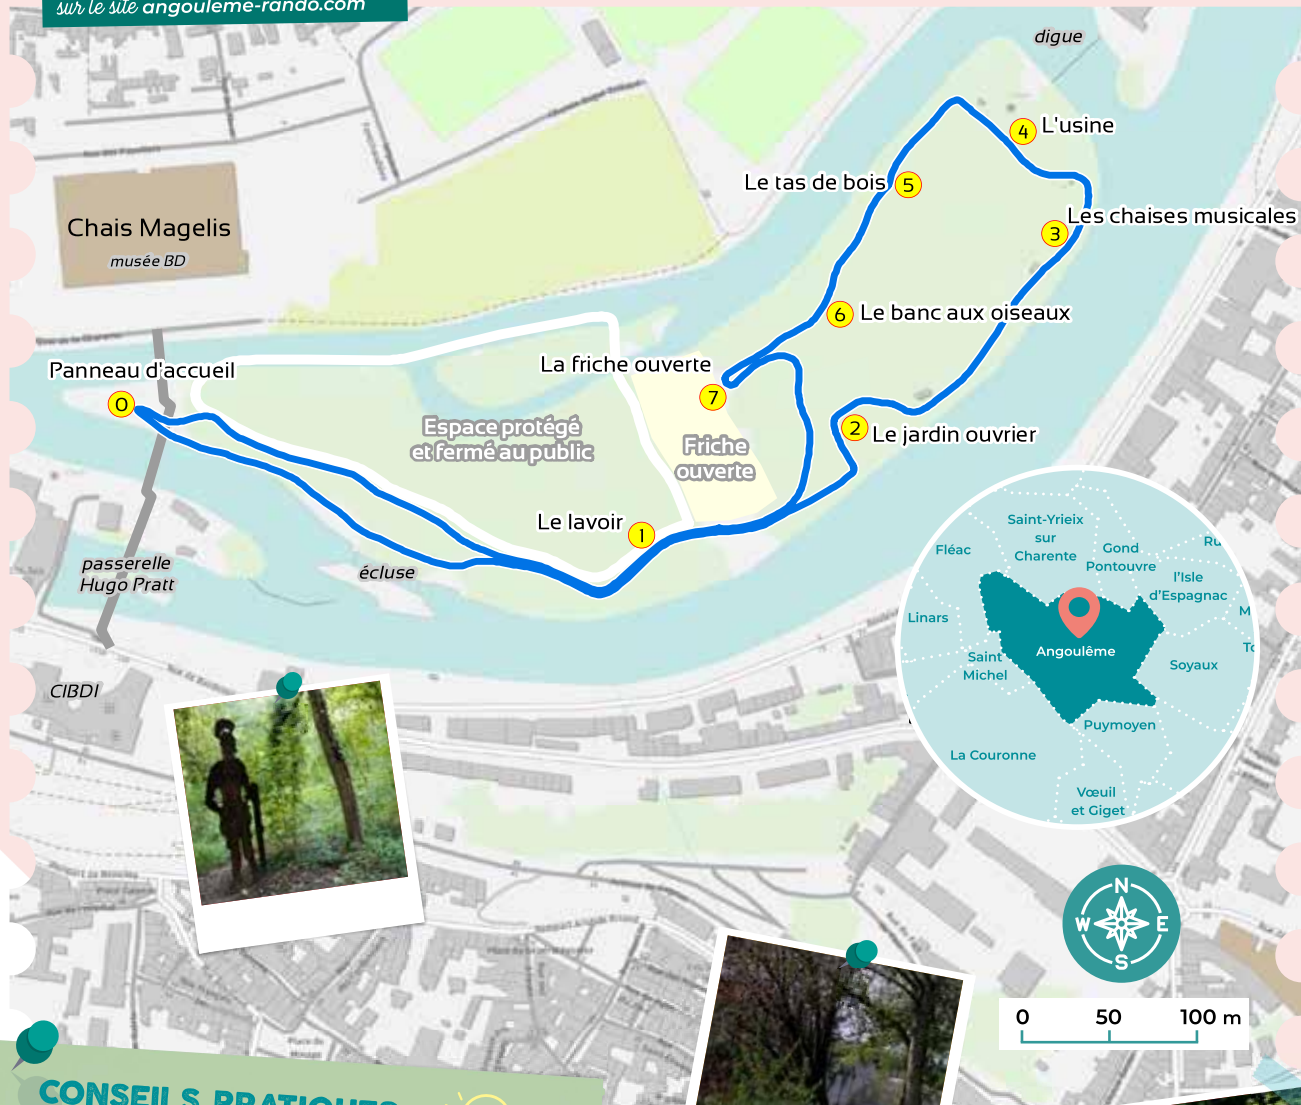 sur le site angouleme-rando.com
digue
4 L'usine
Le tas de bois 5
Les chaises musicales
3
Chais Magelis
musée BD
6 Le banc aux oiseaux
Panneau d'accueil
0
La friche ouverte
7
Espace protégé
et fermé au public
Friche
ouverte
2 Le jardin ouvrier
Le lavoir 1
passerelle
Hugo Pratt
écluse
CIBDI
Saint-Yrieix
sur
Charente
Fléac
Gond
Pontouvre
Ru
l'Isle
d'Espagnac
Linars
M
Angoulême
To
Saint
Michel
Soyaux
Puymoyen
La Couronne
Vœuil
et Giget
N
W E
S
0 50 100 m
CONSEILS PRATIQUES